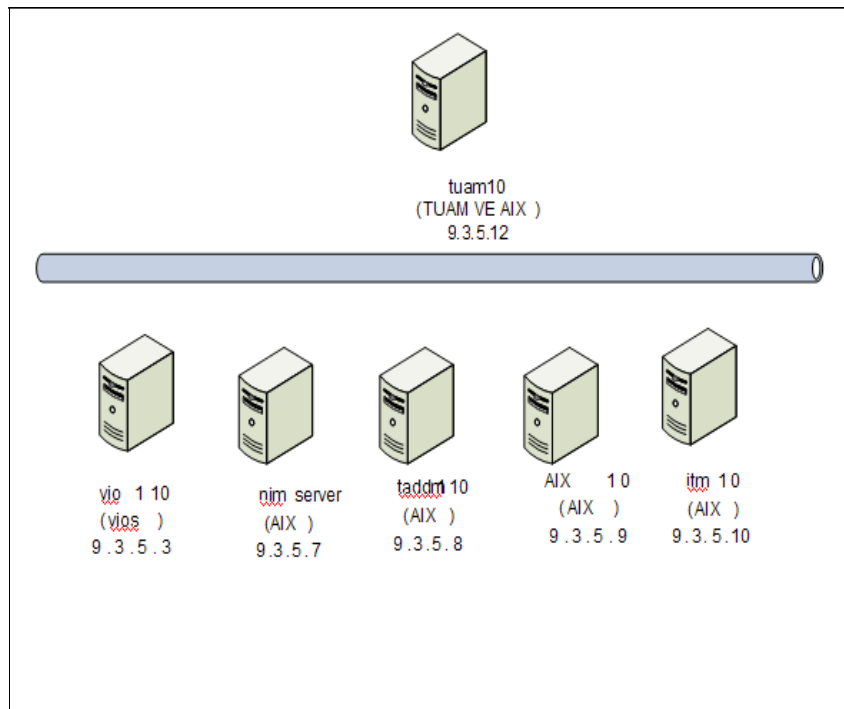 tuam10
(TUAM VE AIX )
9.3.5.12
vio 1 10
(vios )
9.3.5.3
nim server
(AIX )
9.3.5.7
taddm110
(AIX )
9.3.5.8
AIX 10
(AIX )
9.3.5.9
itm 10
(AIX )
9.3.5.10